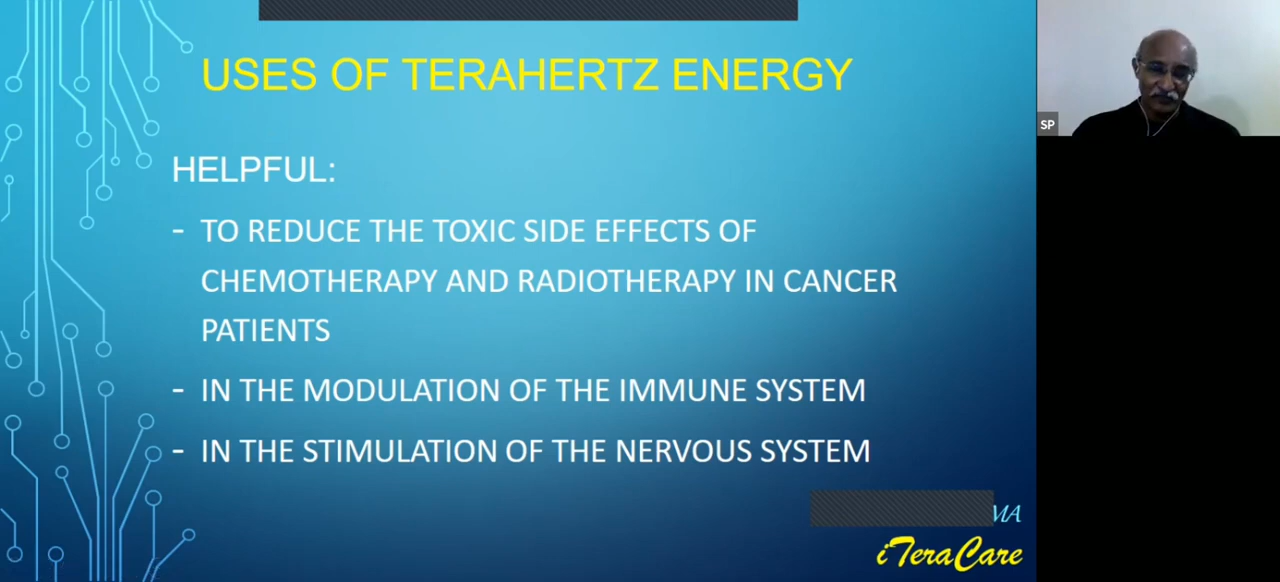 USES OF TERAHERTZ ENERGY
HELPFUL:
- TO REDUCE THE TOXIC SIDE EFFECTS OF
CHEMOTHERAPY AND RADIOTHERAPY IN CANCER
PATIENTS
- IN THE MODULATION OF THE IMMUNE SYSTEM
- IN THE STIMULATION OF THE NERVOUS SYSTEM
MA
iTeraCare
SP